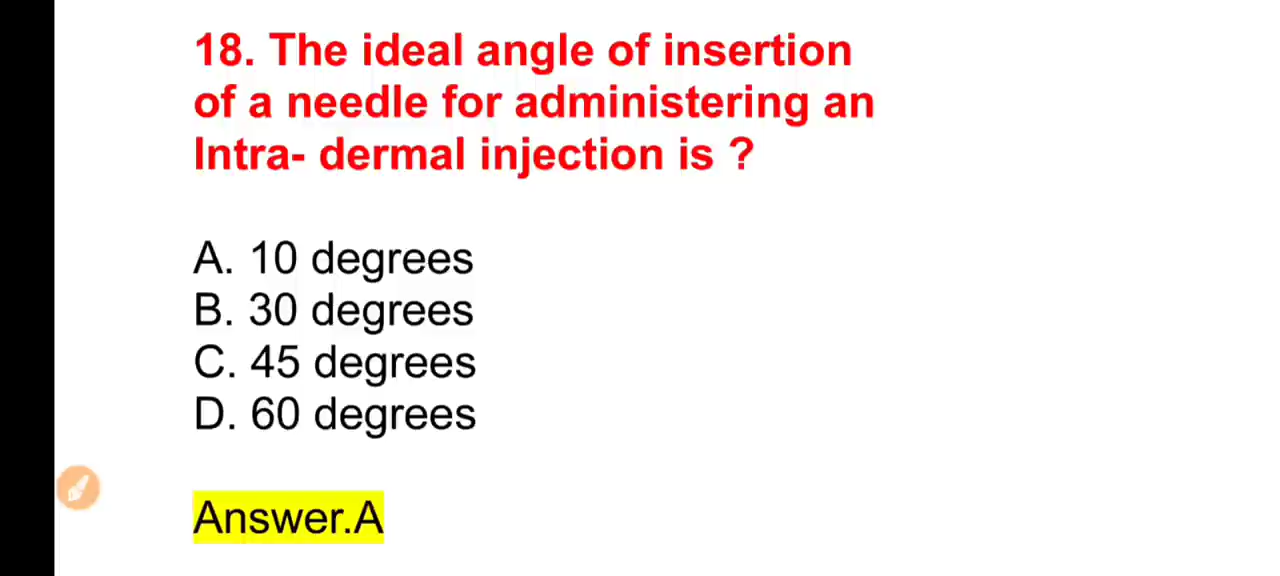 18. The ideal angle of insertion
of a needle for administering an
Intra- dermal injection is ?
A. 10 degrees
B. 30 degrees
C. 45 degrees
D. 60 degrees
Answer.A